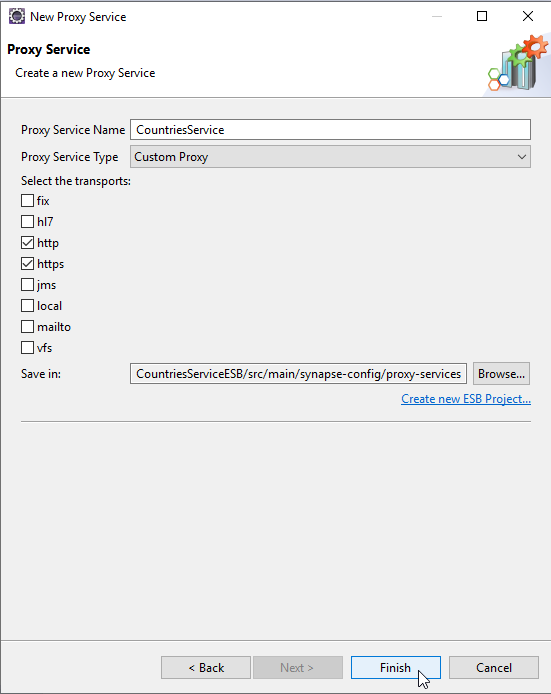 New Proxy Service
Proxy Service
Create a new Proxy Service
Proxy Service Name CountriesService
Proxy Service Type Custom Proxy
Select the transports:
fix
hl7
http
https
jms
local
mailto
vfs
Save in: CountriesServiceESB/src/main/synapse-config/proxy-services Browse...
Create new ESB Project...
< Back Next > Finish Cancel